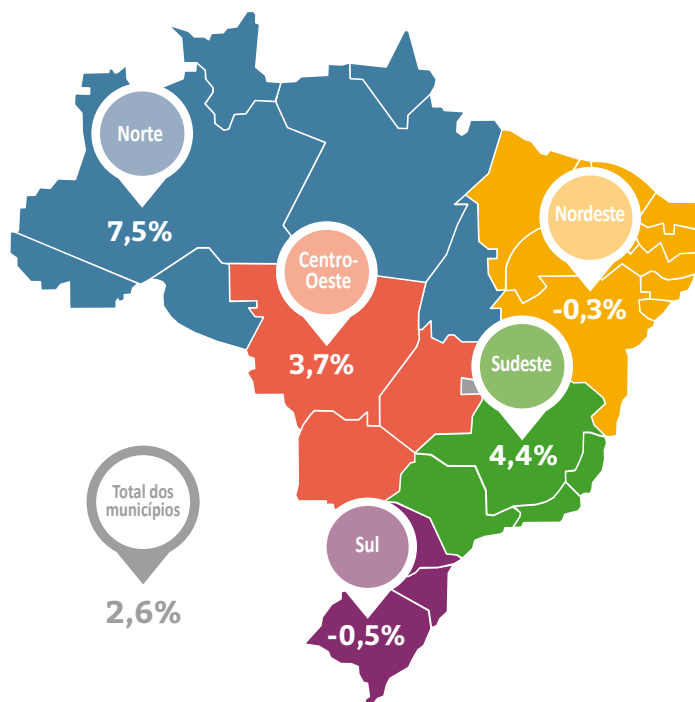 Norte
7,5%
Nordeste
-0,3%
Centro-
Oeste
3,7%
Sudeste
4,4%
Total dos
municípios
2,6%
Sul
-0,5%